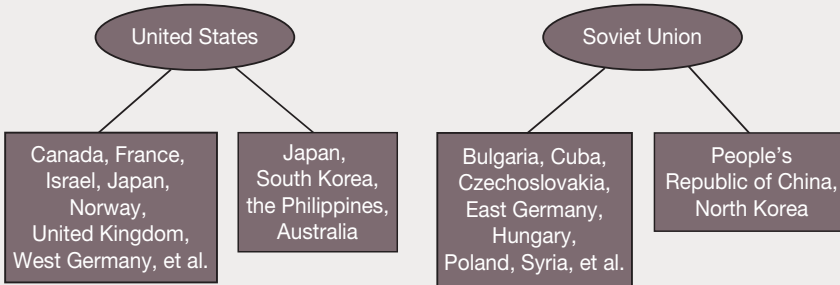 United States
Soviet Union
Canada, France,
Israel, Japan,
Norway,
United Kingdom,
West Germany, et al.
Japan,
South Korea,
the Philippines,
Australia
Bulgaria, Cuba,
Czechoslovakia,
East Germany,
Hungary,
Poland, Syria, et al.
People's
Republic of China,
North Korea